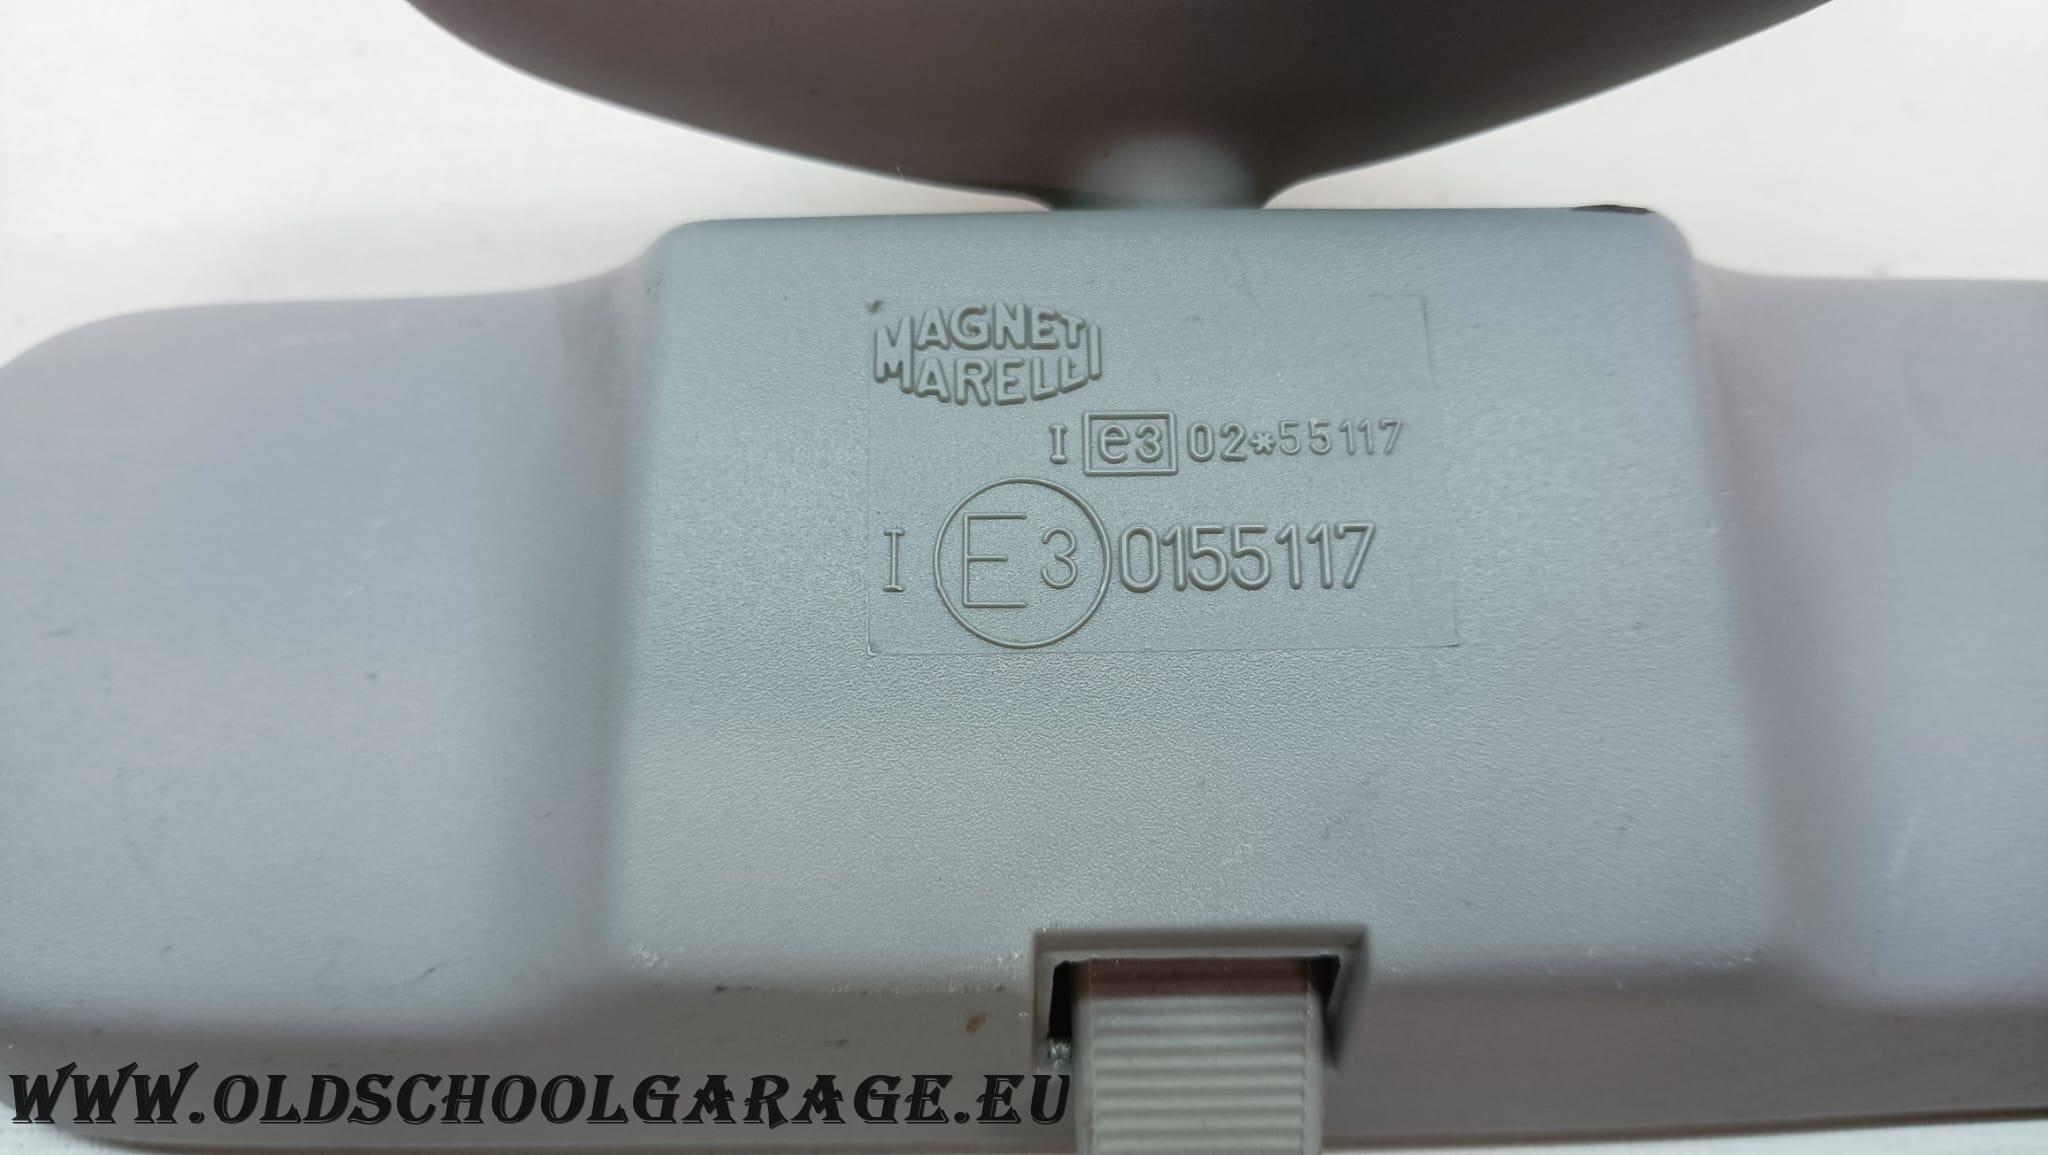 MAGNETI
MARELLI
I e3 02*55117
I E3 0155117
WWW.OLDSCHOOLGARAGE.EU